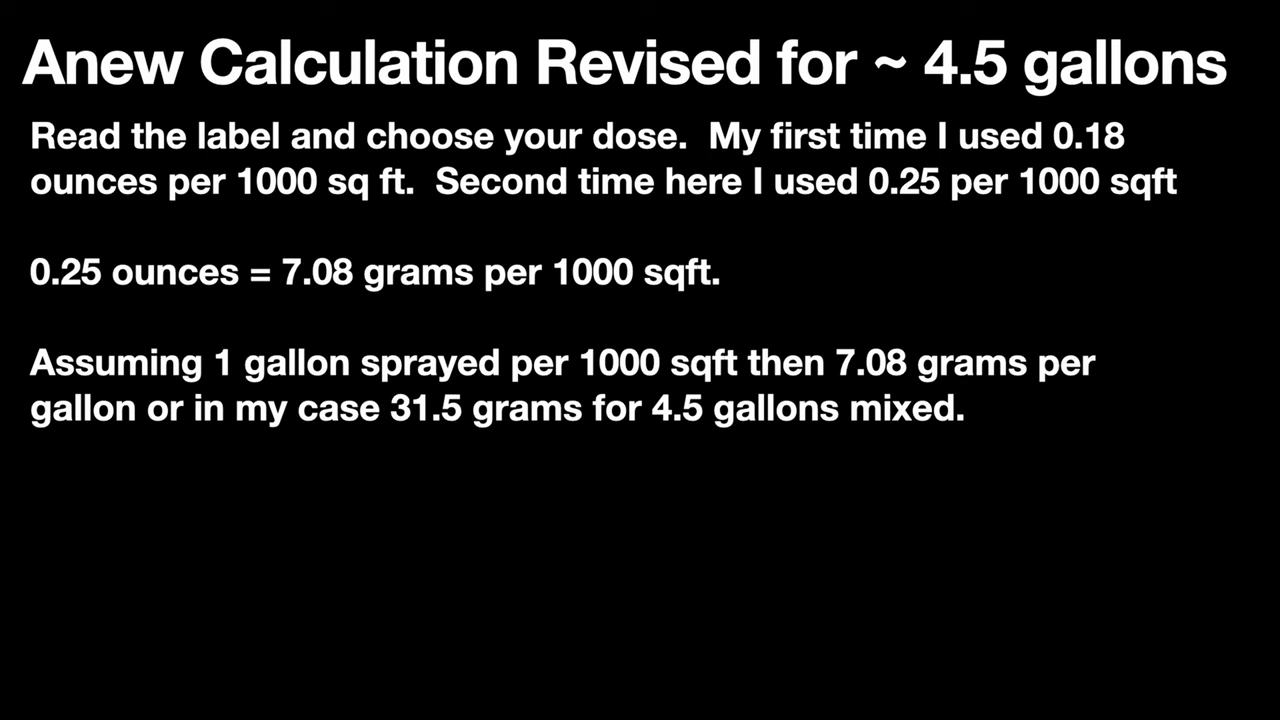 Anew Calculation Revised for ~ 4.5 gallons
Read the label and choose your dose.  My first time I used 0.18
ounces per 1000 sq ft.  Second time here I used 0.25 per 1000 sqft
0.25 ounces = 7.08 grams per 1000 sqft.
Assuming 1 gallon sprayed per 1000 sqft then 7.08 grams per
gallon or in my case 31.5 grams for 4.5 gallons mixed.